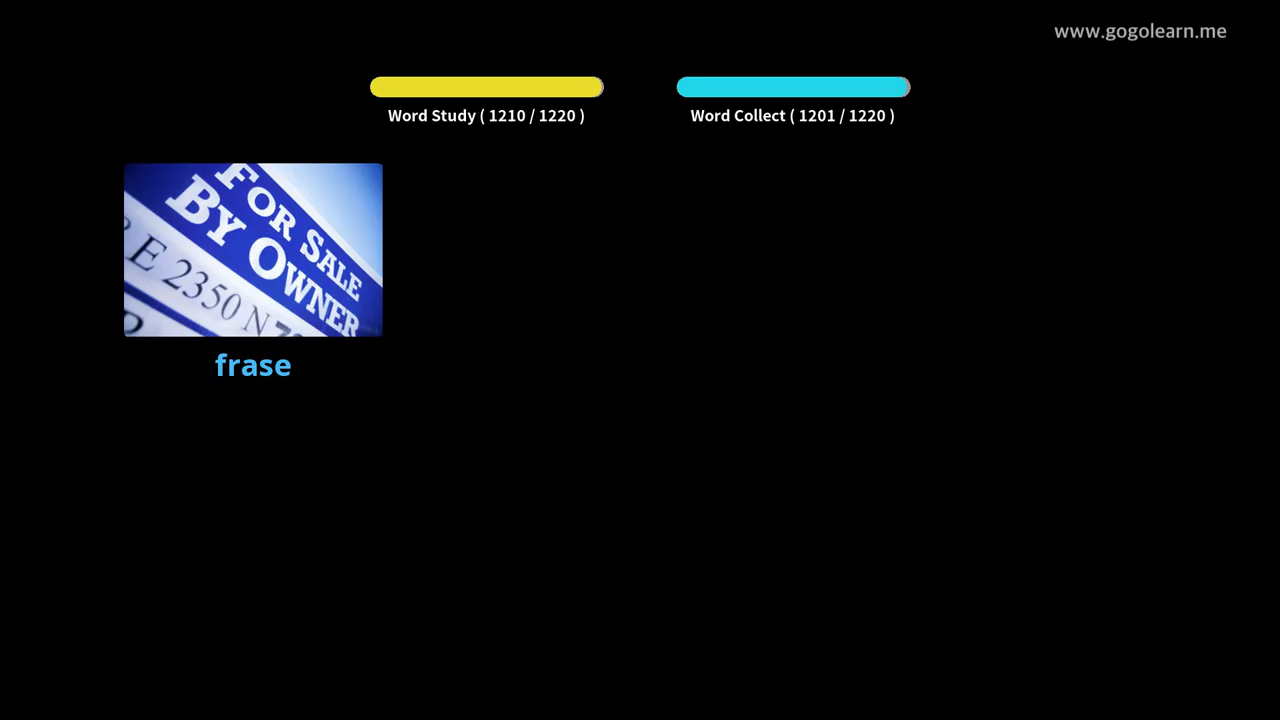 www.gogolearn.me
Word Study ( 1210 / 1220 )
Word Collect ( 1201 / 1220 )
FOR SALE
BY OWNER
E 2350 N
frase